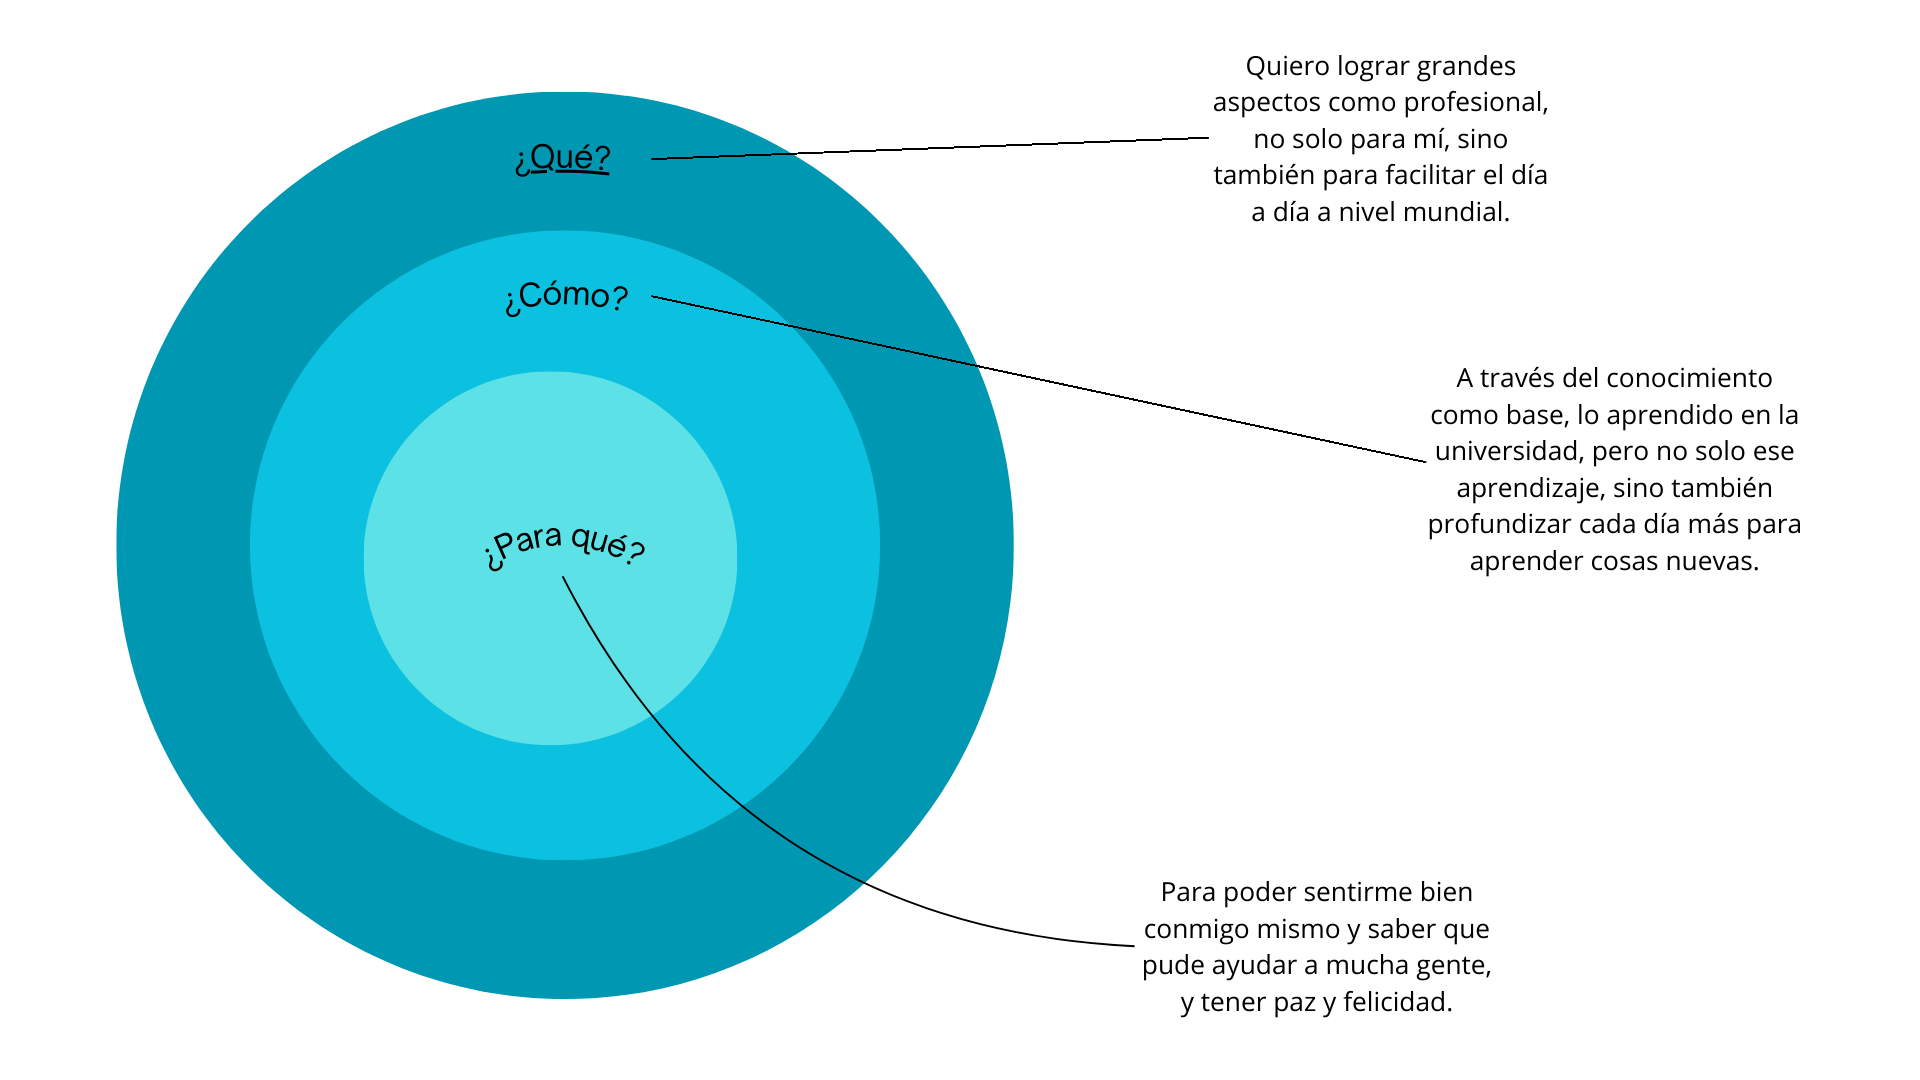 ¿Qué?
Quiero lograr grandes
aspectos como profesional,
no solo para mí, sino
también para facilitar el día
a día a nivel mundial.
¿Cómo?
A través del conocimiento
como base, lo aprendido en la
universidad, pero no solo ese
aprendizaje, sino también
profundizar cada día más para
aprender cosas nuevas.
¿Para qué?
Para poder sentirme bien
conmigo mismo y saber que
pude ayudar a mucha gente,
y tener paz y felicidad.